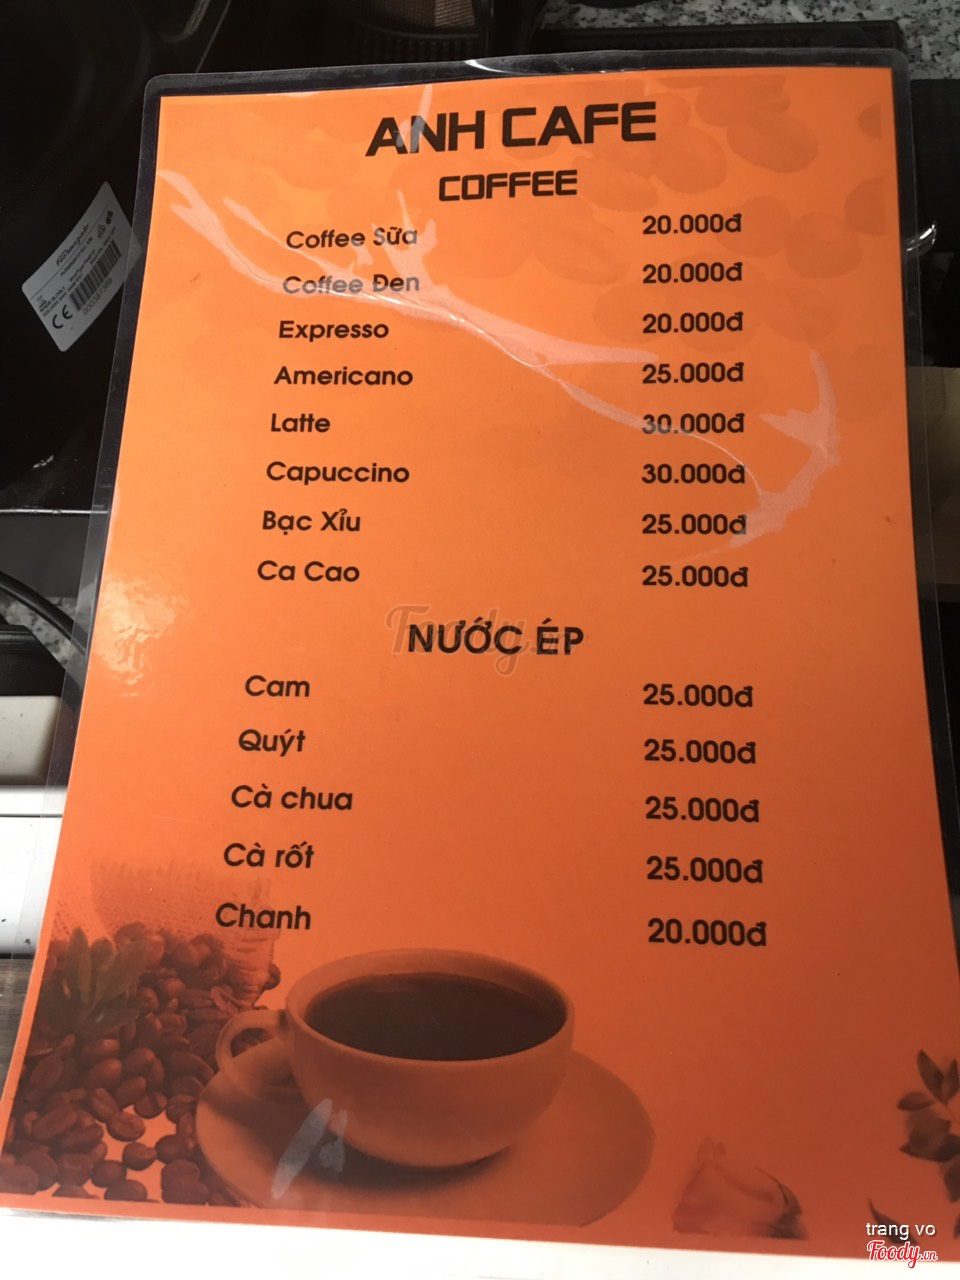 ANH CAFE
COFFEE
Coffee Sữa 20.000đ
Coffee Đen 20.000đ
Expresso 20.000đ
Americano 25.000đ
Latte 30.000đ
Capuccino 30.000đ
Bạc Xỉu 25.000đ
Ca Cao 25.000đ
NƯỚC ÉP
Cam 25.000đ
Quýt 25.000đ
Cà chua 25.000đ
Cà rốt 25.000đ
Chanh 20.000đ
Foody
CE
trang vo
Foody.vn